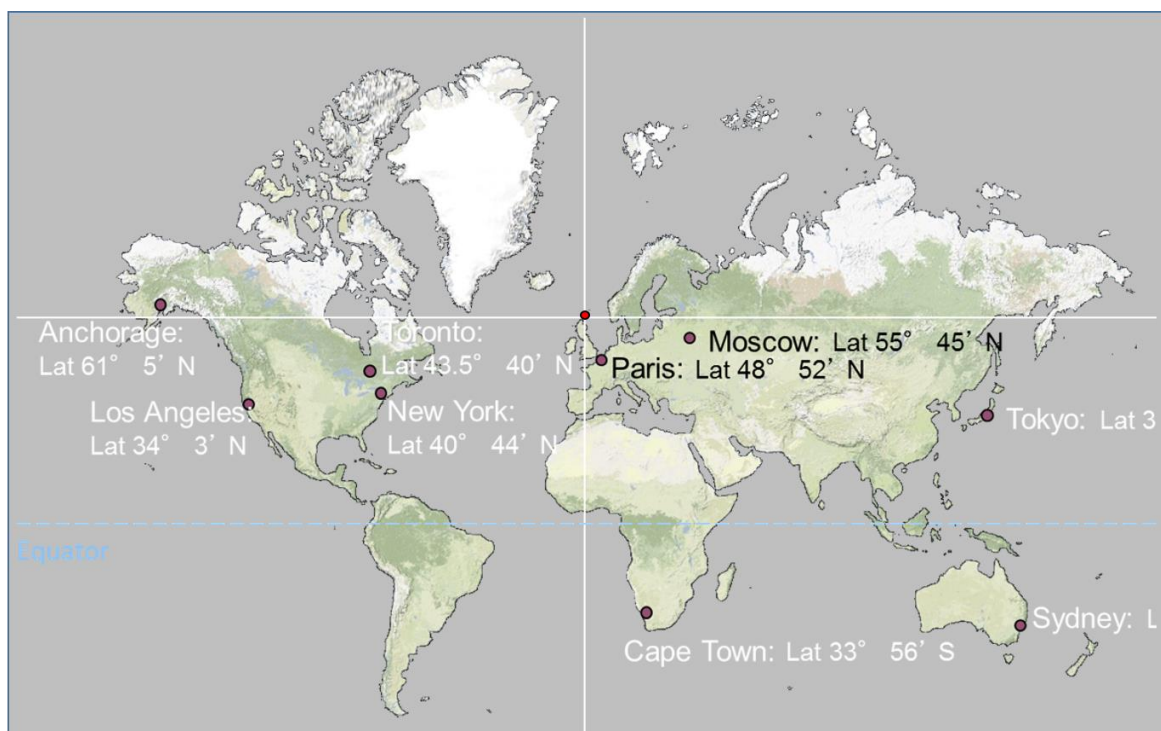 Anchorage:
Lat 61° 5’ N
Toronto:
Lat 43.5° 40’ N
Moscow: Lat 55° 45’ N
Paris: Lat 48° 52’ N
Los Angeles:
Lat 34° 3’ N
New York:
Lat 40° 44’ N
Tokyo: Lat 3
Equator
Sydney: L
Cape Town: Lat 33° 56’ S